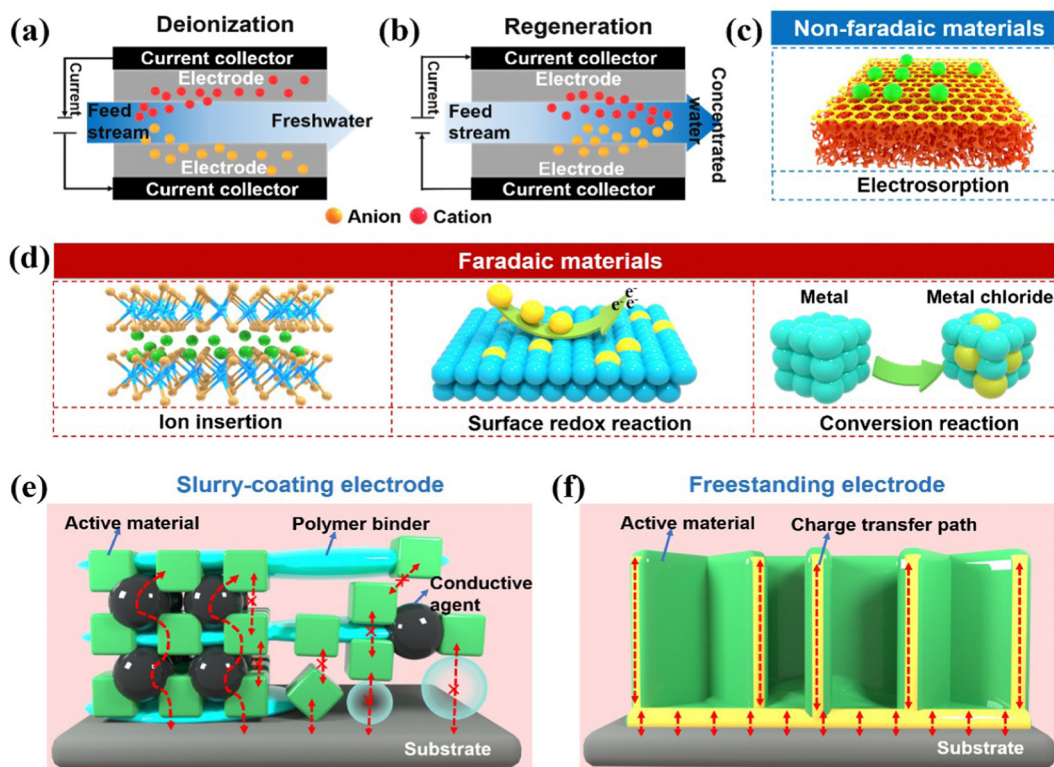 (a)
Deionization
Current collector
Electrode
Current
Feed
stream
Freshwater
Electrode
Current collector
(b)
Regeneration
Current collector
Electrode
Current
Feed
stream
Concentrated
water
Electrode
Current collector
Anion
Cation
(c)
Non-faradaic materials
Electrosorption
(d)
Faradaic materials
Ion insertion
e-
e-e-
Surface redox reaction
Metal
Metal chloride
Conversion reaction
(e)
Slurry-coating electrode
Active material
Polymer binder
Conductive
agent
Substrate
(f)
Freestanding electrode
Active material
Charge transfer path
Substrate